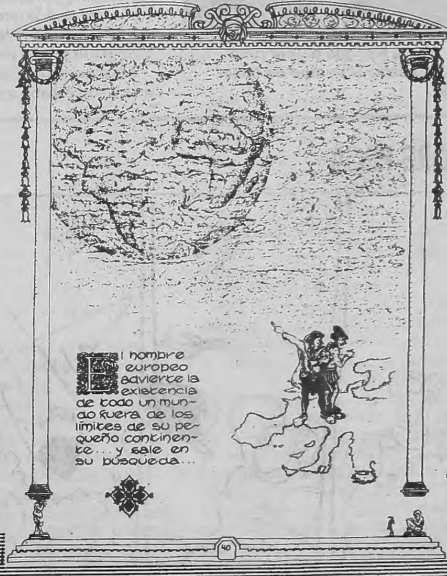 El hombre
europeo
advierte la
existencia
de todo un mun-
do fuera de los
límites de su pe-
queño continen-
te... y sale en
su búsqueda...
40